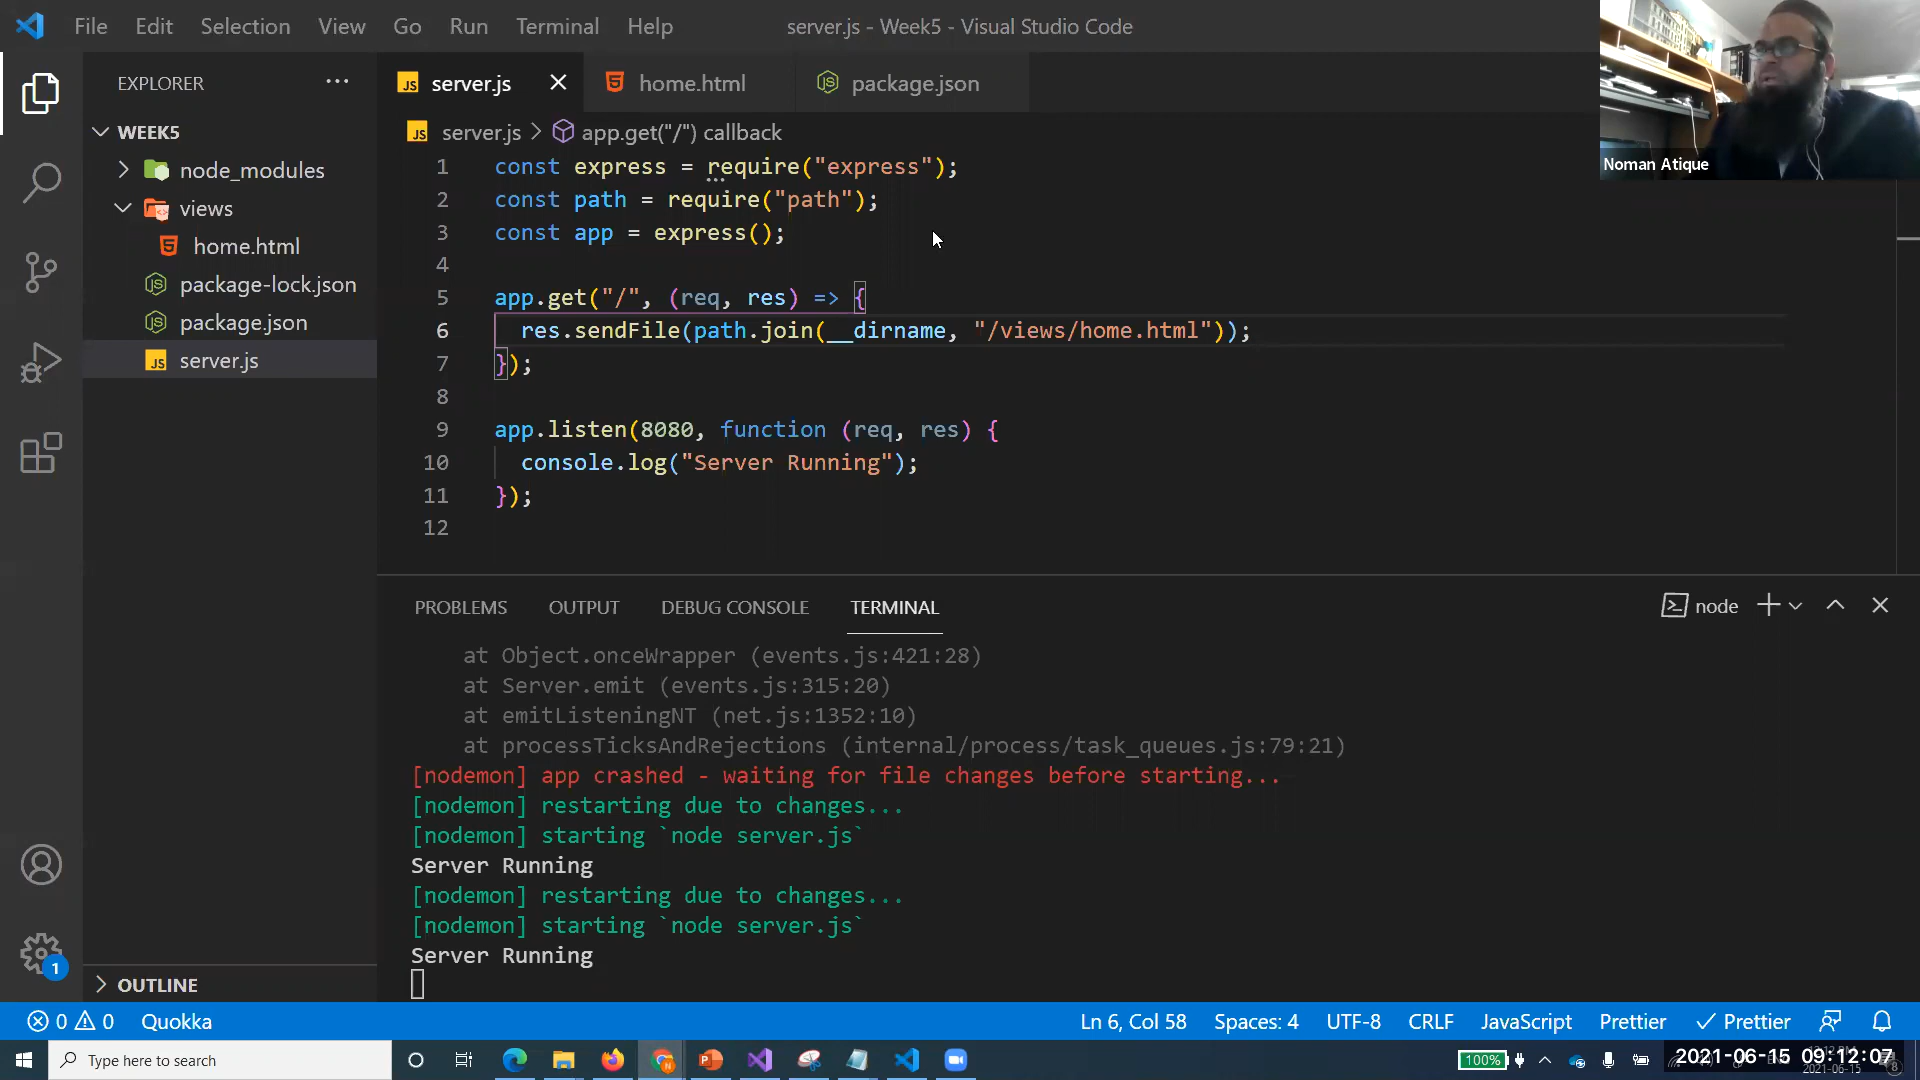 File Edit Selection View Go Run Terminal Help
server.js - Week5 - Visual Studio Code
Noman Atique
EXPLORER
WEEK5
node_modules
views
home.html
package-lock.json
package.json
server.js
OUTLINE
server.js home.html package.json
server.js > app.get("/") callback
1 const express = require("express");
2 const path = require("path");
3 const app = express();
4
5 app.get("/", (req, res) => {
6 res.sendFile(path.join(__dirname, "/views/home.html"));
7 });
8
9 app.listen(8080, function (req, res) {
10 console.log("Server Running");
11 });
12
PROBLEMS OUTPUT DEBUG CONSOLE TERMINAL
node
at Object.onceWrapper (events.js:421:28)
at Server.emit (events.js:315:20)
at emitListeningNT (net.js:1352:10)
at processTicksAndRejections (internal/process/task_queues.js:79:21)
[nodemon] app crashed - waiting for file changes before starting...
[nodemon] restarting due to changes...
[nodemon] starting `node server.js`
Server Running
[nodemon] restarting due to changes...
[nodemon] starting `node server.js`
Server Running
1
0 0 Quokka
Ln 6, Col 58 Spaces: 4 UTF-8 CRLF JavaScript Prettier Prettier
Type here to search
100%
2021-06-15 09:12:07
2021-06-15